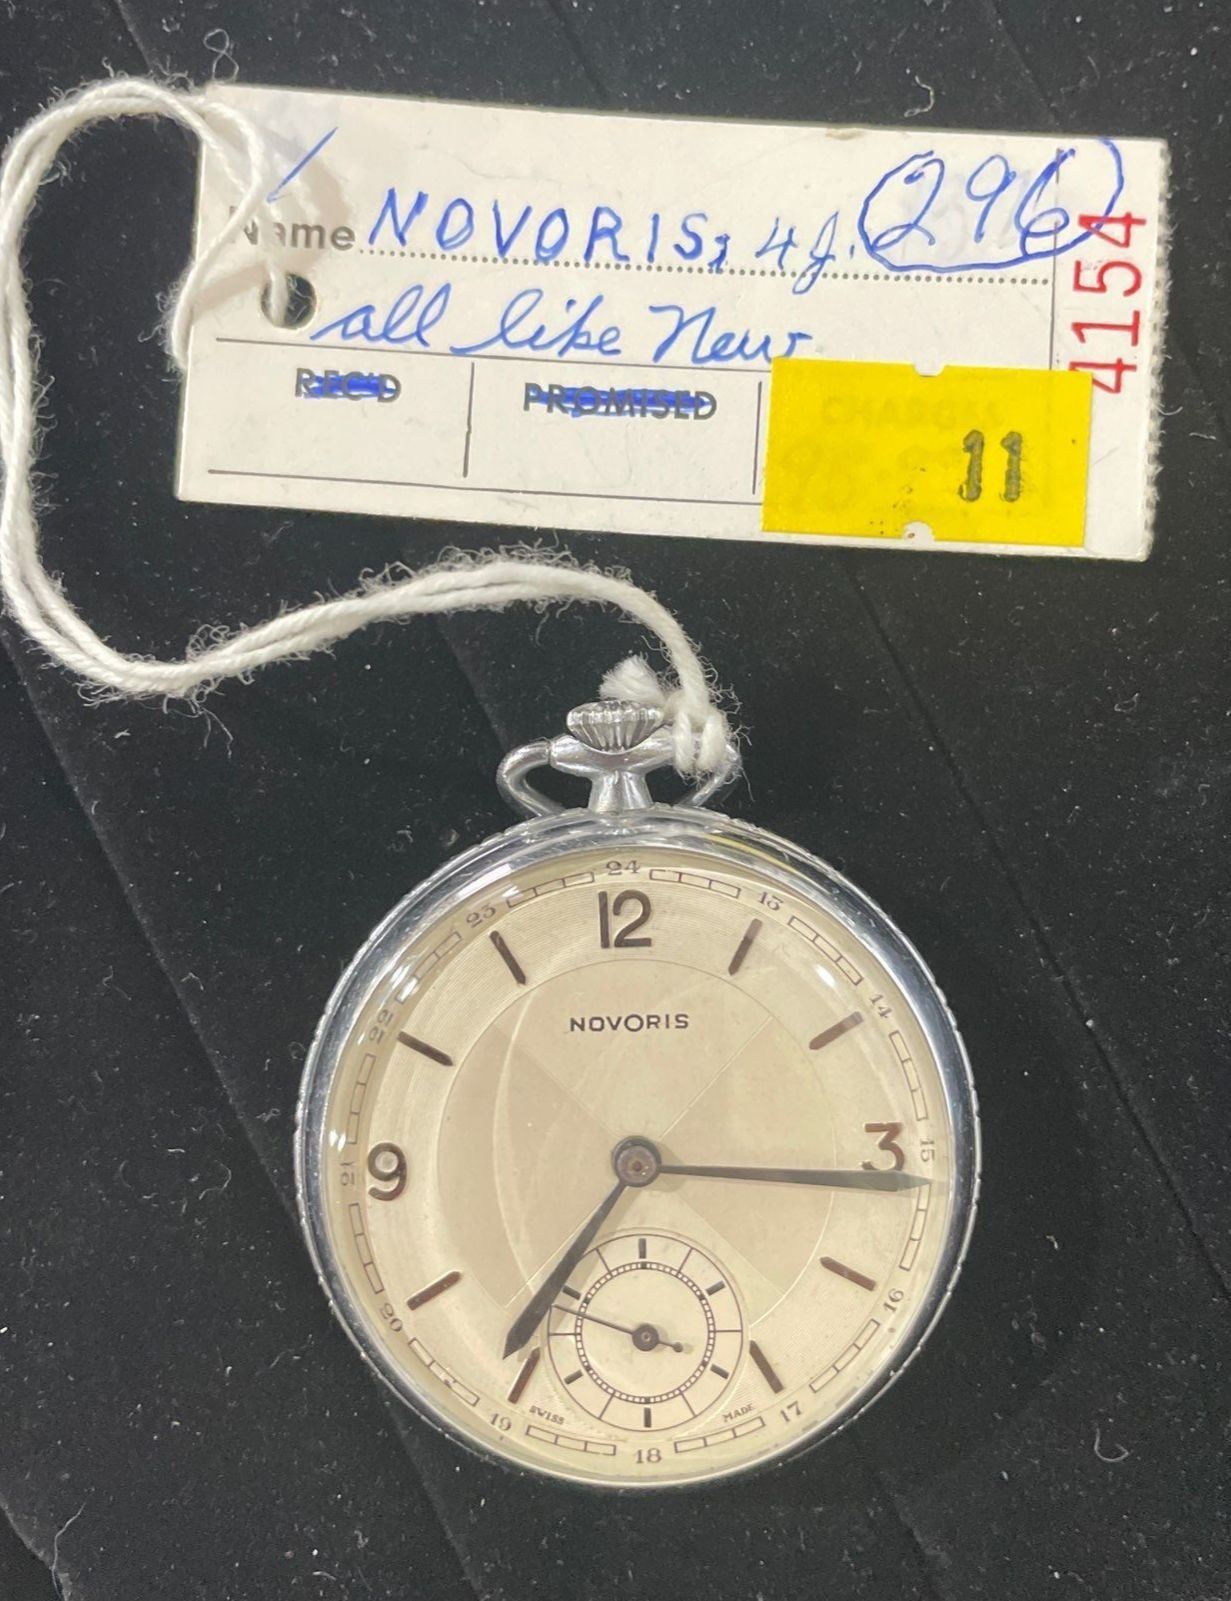 Name NOVORIS; 4j. 296
all like New
REC'D PROMISED CHARGES
11
4154
24
23 13
12
22 14
NOVORIS
21 9 3 15
20 16
19 SWISS MADE 17
18